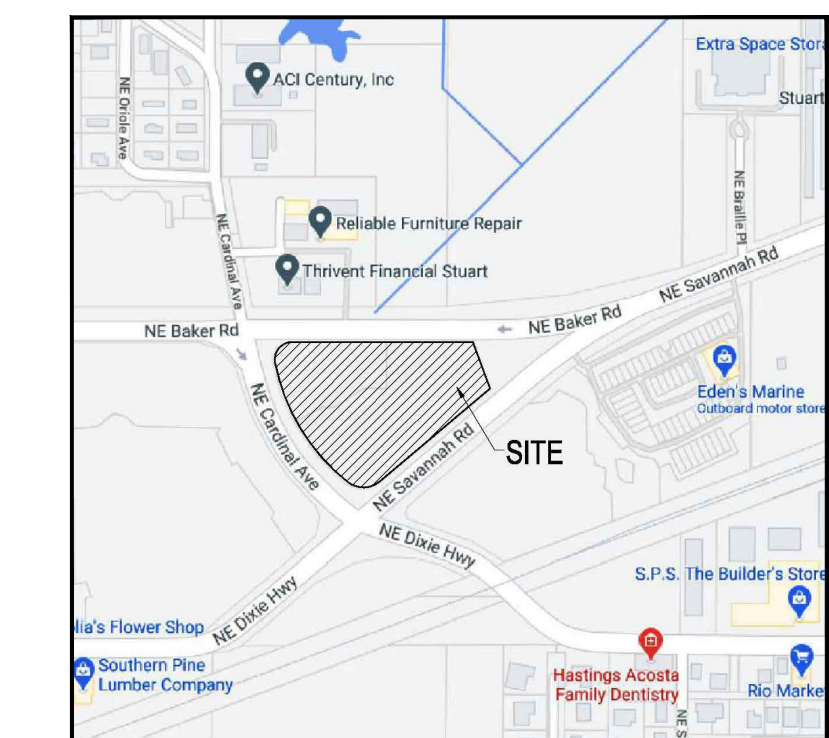 Extra Space Stora
ACI Century, Inc
Stuart
NE Oriole Ave
NE Braille Pl
Reliable Furniture Repair
NE Cardinal Ave
Thrivent Financial Stuart
NE Savannah Rd
NE Baker Rd
NE Baker Rd
Eden's Marine
Outboard motor store
NE Cardinal Ave
SITE
NE Savannah Rd
NE Dixie Hwy
S.P.S. The Builder's Store
NE Dixie Hwy
lia's Flower Shop
Southern Pine
Lumber Company
Hastings Acosta
Family Dentistry
Rio Marke
NE S